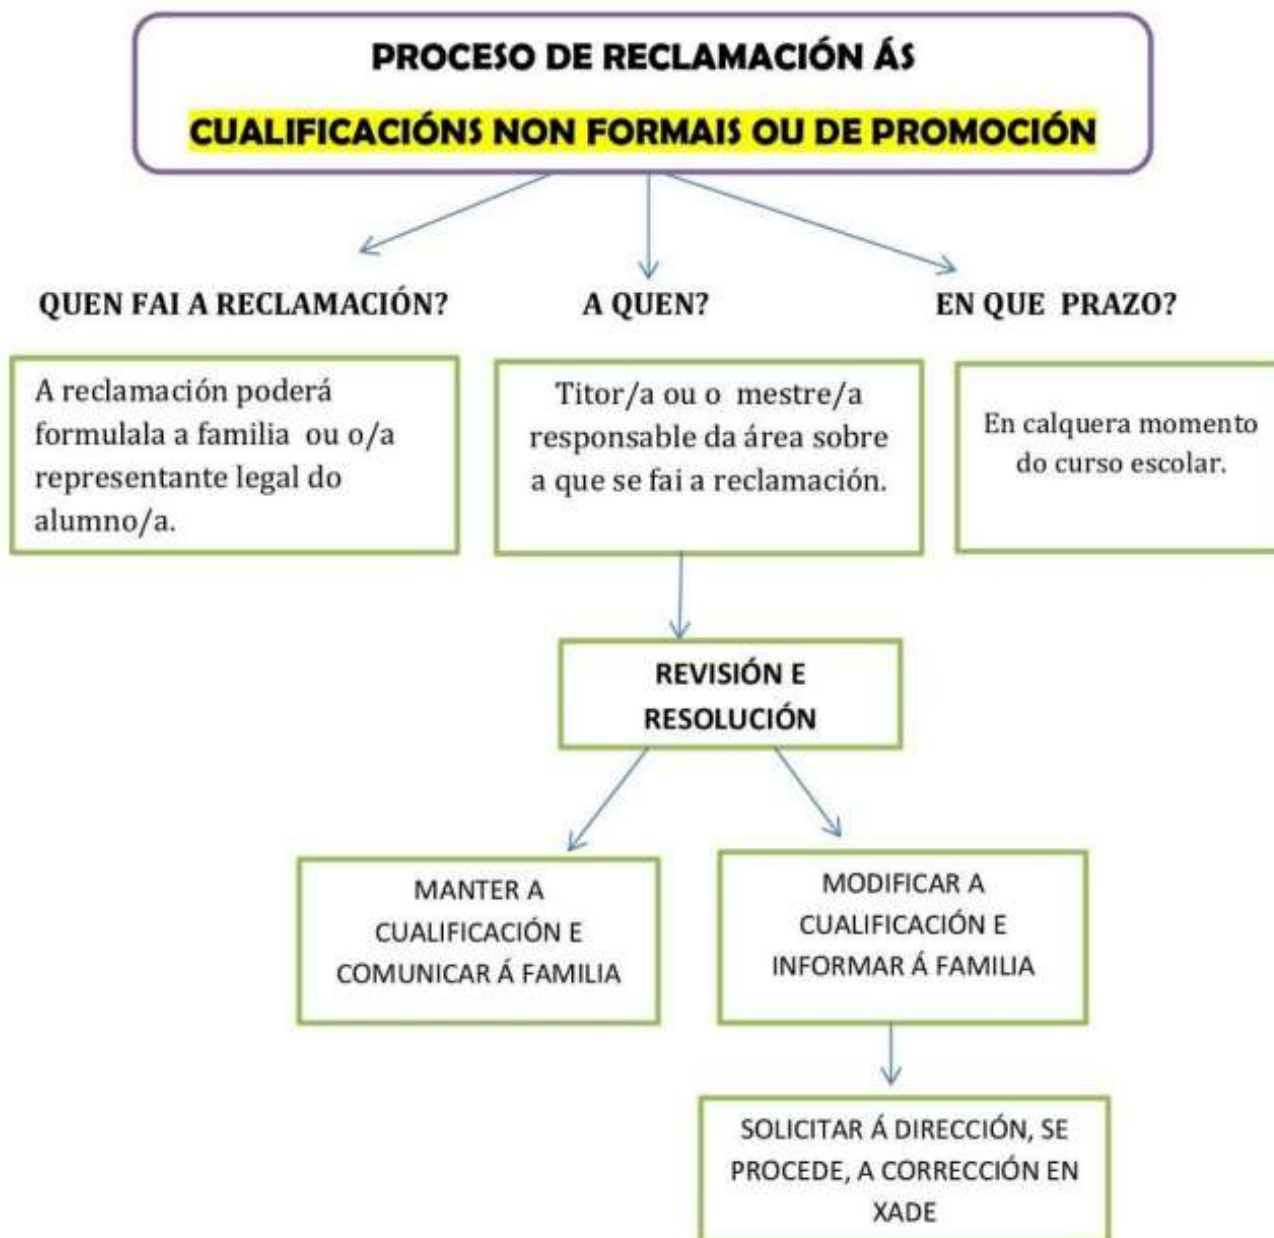 PROCESO DE RECLAMACIÓN ÁS
CUALIFICACIÓNS NON FORMAIS OU DE PROMOCIÓN
QUEN FAI A RECLAMACIÓN?
A reclamación poderá
formulala a familia ou o/a
representante legal do
alumno/a.
A QUEN?
Titor/a ou o mestre/a
responsable da área sobre
a que se fai a reclamación.
EN QUE PRAZO?
En calquera momento
do curso escolar.
REVISIÓN E
RESOLUCIÓN
MANTER A
CUALIFICACIÓN E
COMUNICAR Á FAMILIA
MODIFICAR A
CUALIFICACIÓN E
INFORMAR Á FAMILIA
SOLICITAR Á DIRECCIÓN, SE
PROCEDE, A CORRECCIÓN EN
XADE